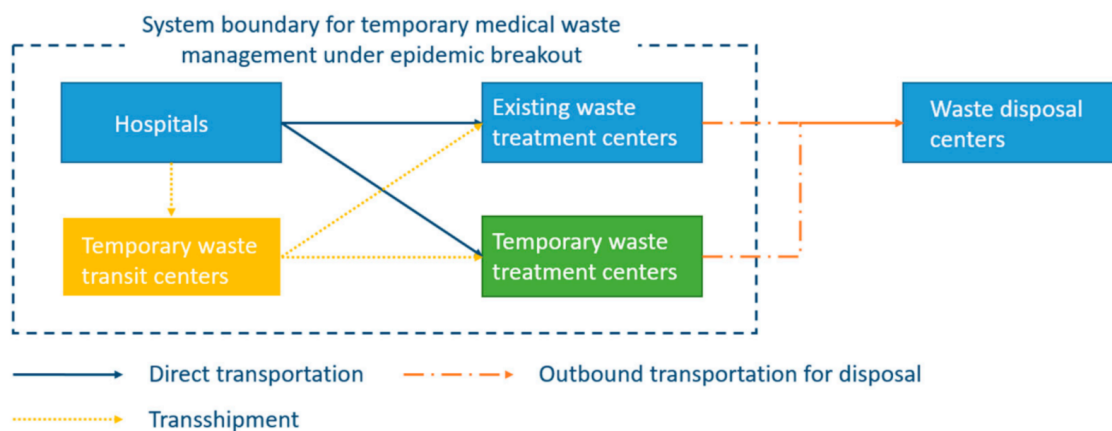 System boundary for temporary medical waste
management under epidemic breakout
Hospitals
Existing waste
treatment centers
Waste disposal
centers
Temporary waste
transit centers
Temporary waste
treatment centers
Direct transportation
Outbound transportation for disposal
Transshipment